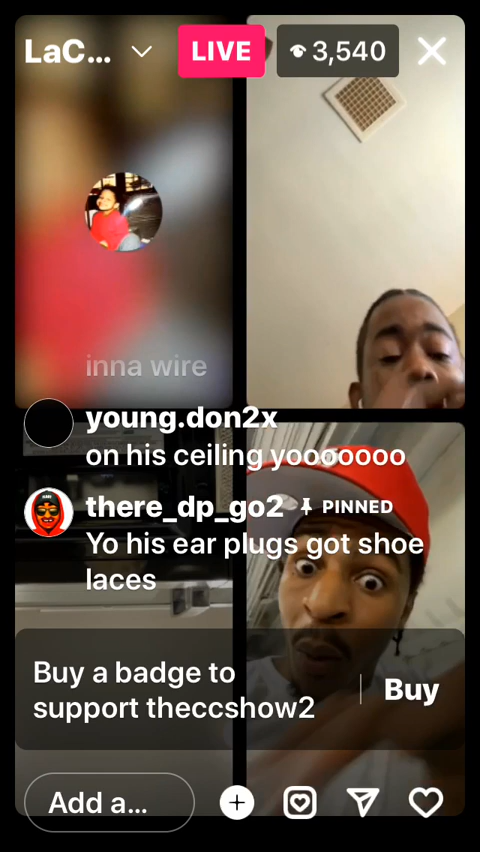 LaC...
LIVE
3,540
inna wire
young.don2x
on his ceiling yooooooo
there_dp_go2
PINNED
Yo his ear plugs got shoe
laces
Buy a badge to
support theccshow2
Buy
Add a...